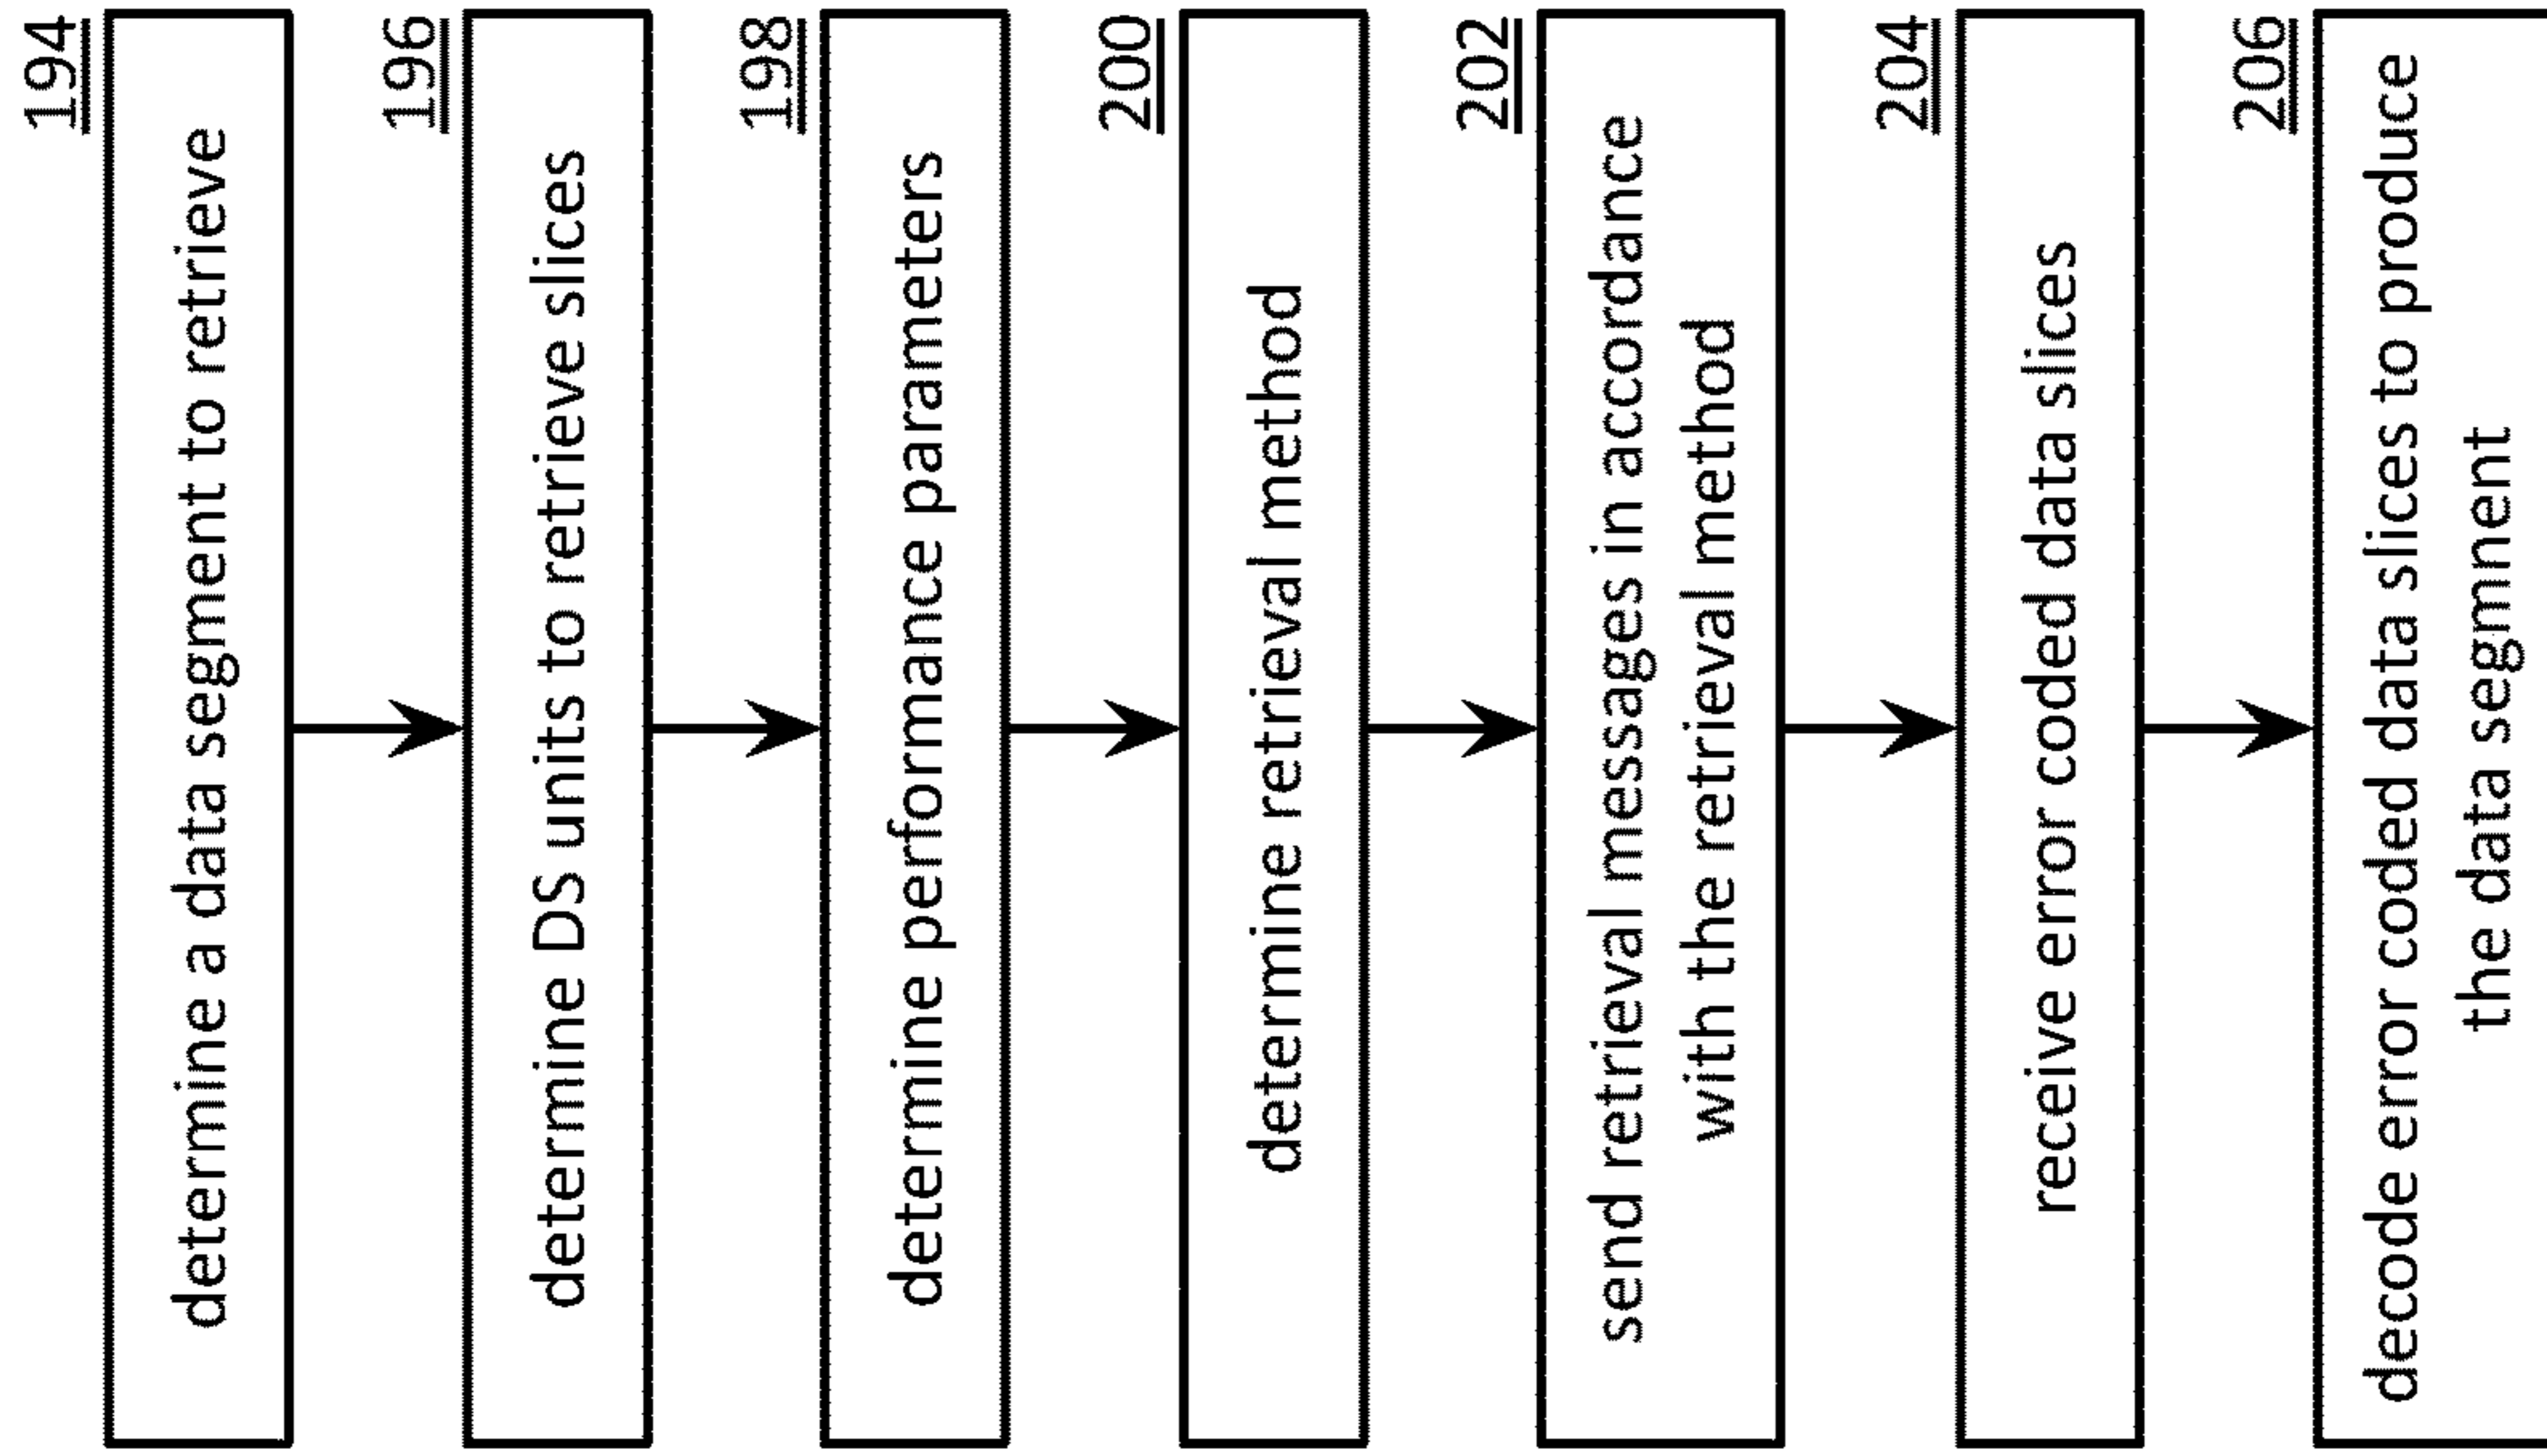 194
determine a data segment to retrieve
196
determine DS units to retrieve slices
198
determine performance parameters
200
determine retrieval method
202
send retrieval messages in accordance
with the retrieval method
204
receive error coded data slices
206
decode error coded data slices to produce
the data segment